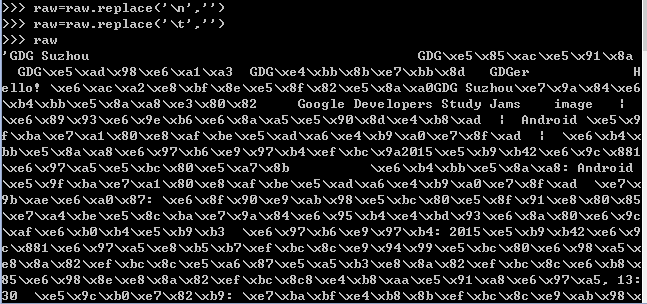 >>> raw=raw.replace('\n','')
>>> raw=raw.replace('\t','')
>>> raw
'GDG Suzhou GDG\xe5\x85\xac\xe5\x91\x8a
GDG\xe5\xad\x98\xe6\xa1\xa3 GDG\xe4\xbb\x8b\xe7\xbb\x8d GDGer H
ello! \xe6\xac\xa2\xe8\xbf\x8e\xe5\x8f\x82\xe5\x8a\xa0GDG Suzhou\xe7\x9a\x84\xe6
\xb4\xbb\xe5\x8a\xa8\xe3\x80\x82 Google Developers Study Jams image ¦
\xe6\x89\x93\xe6\x9e\xb6\xe6\x8a\xa5\xe5\x90\x8d\xe4\xb8\xad ¦ Android \xe5\x9
f\xba\xe7\xa1\x80\xe8\xaf\xbe\xe5\xad\xa6\xe4\xb9\xa0\xe7\x8f\xad ¦ \xe6\xb4\x
bb\xe5\x8a\xa8\xe6\x97\xb6\xe9\x97\xb4\xef\xbc\x9a2015\xe5\xb9\xb42\xe6\x9c\x881
\xe6\x97\xa5\xe5\xbc\x80\xe5\xa7\x8b \xe6\xb4\xbb\xe5\x8a\xa8: Android
\xe5\x9f\xba\xe7\xa1\x80\xe8\xaf\xbe\xe5\xad\xa6\xe4\xb9\xa0\xe7\x8f\xad \xe7\x
9b\xae\xe6\xa0\x87: \xe6\x8f\x90\xe9\xab\x98\xe5\xbc\x80\xe5\x8f\x91\xe8\x80\x85
\xe7\xa4\xbe\xe5\x8c\xba\xe7\x9a\x84\xe6\x95\xb4\xe4\xbd\x93\xe6\x8a\x80\xe6\x9c
\xaf\xe6\xb0\xb4\xe5\xb9\xb3 \xe6\x97\xb6\xe9\x97\xb4: 2015\xe5\xb9\xb42\xe6\x9
c\x881\xe6\x97\xa5\xe8\xb5\xb7\xef\xbc\x8c\xe9\x94\x99\xe5\xbc\x80\xe6\x98\xa5\x
e8\x8a\x82\xef\xbc\x8c\xe5\xa6\x87\xe5\xa5\xb3\xe8\x8a\x82\xef\xbc\x8c\xe6\xb8\x
85\xe6\x98\x8e\xe8\x8a\x82\xef\xbc\x8c8\xe4\xb8\xaa\xe5\x91\xa8\xe6\x97\xa5, 13:
30 \xe5\x9c\xb0\xe7\x82\xb9: \xe7\xba\xbf\xe4\xb8\x8b\xef\xbc\x8c\xe9\xab\x98\x